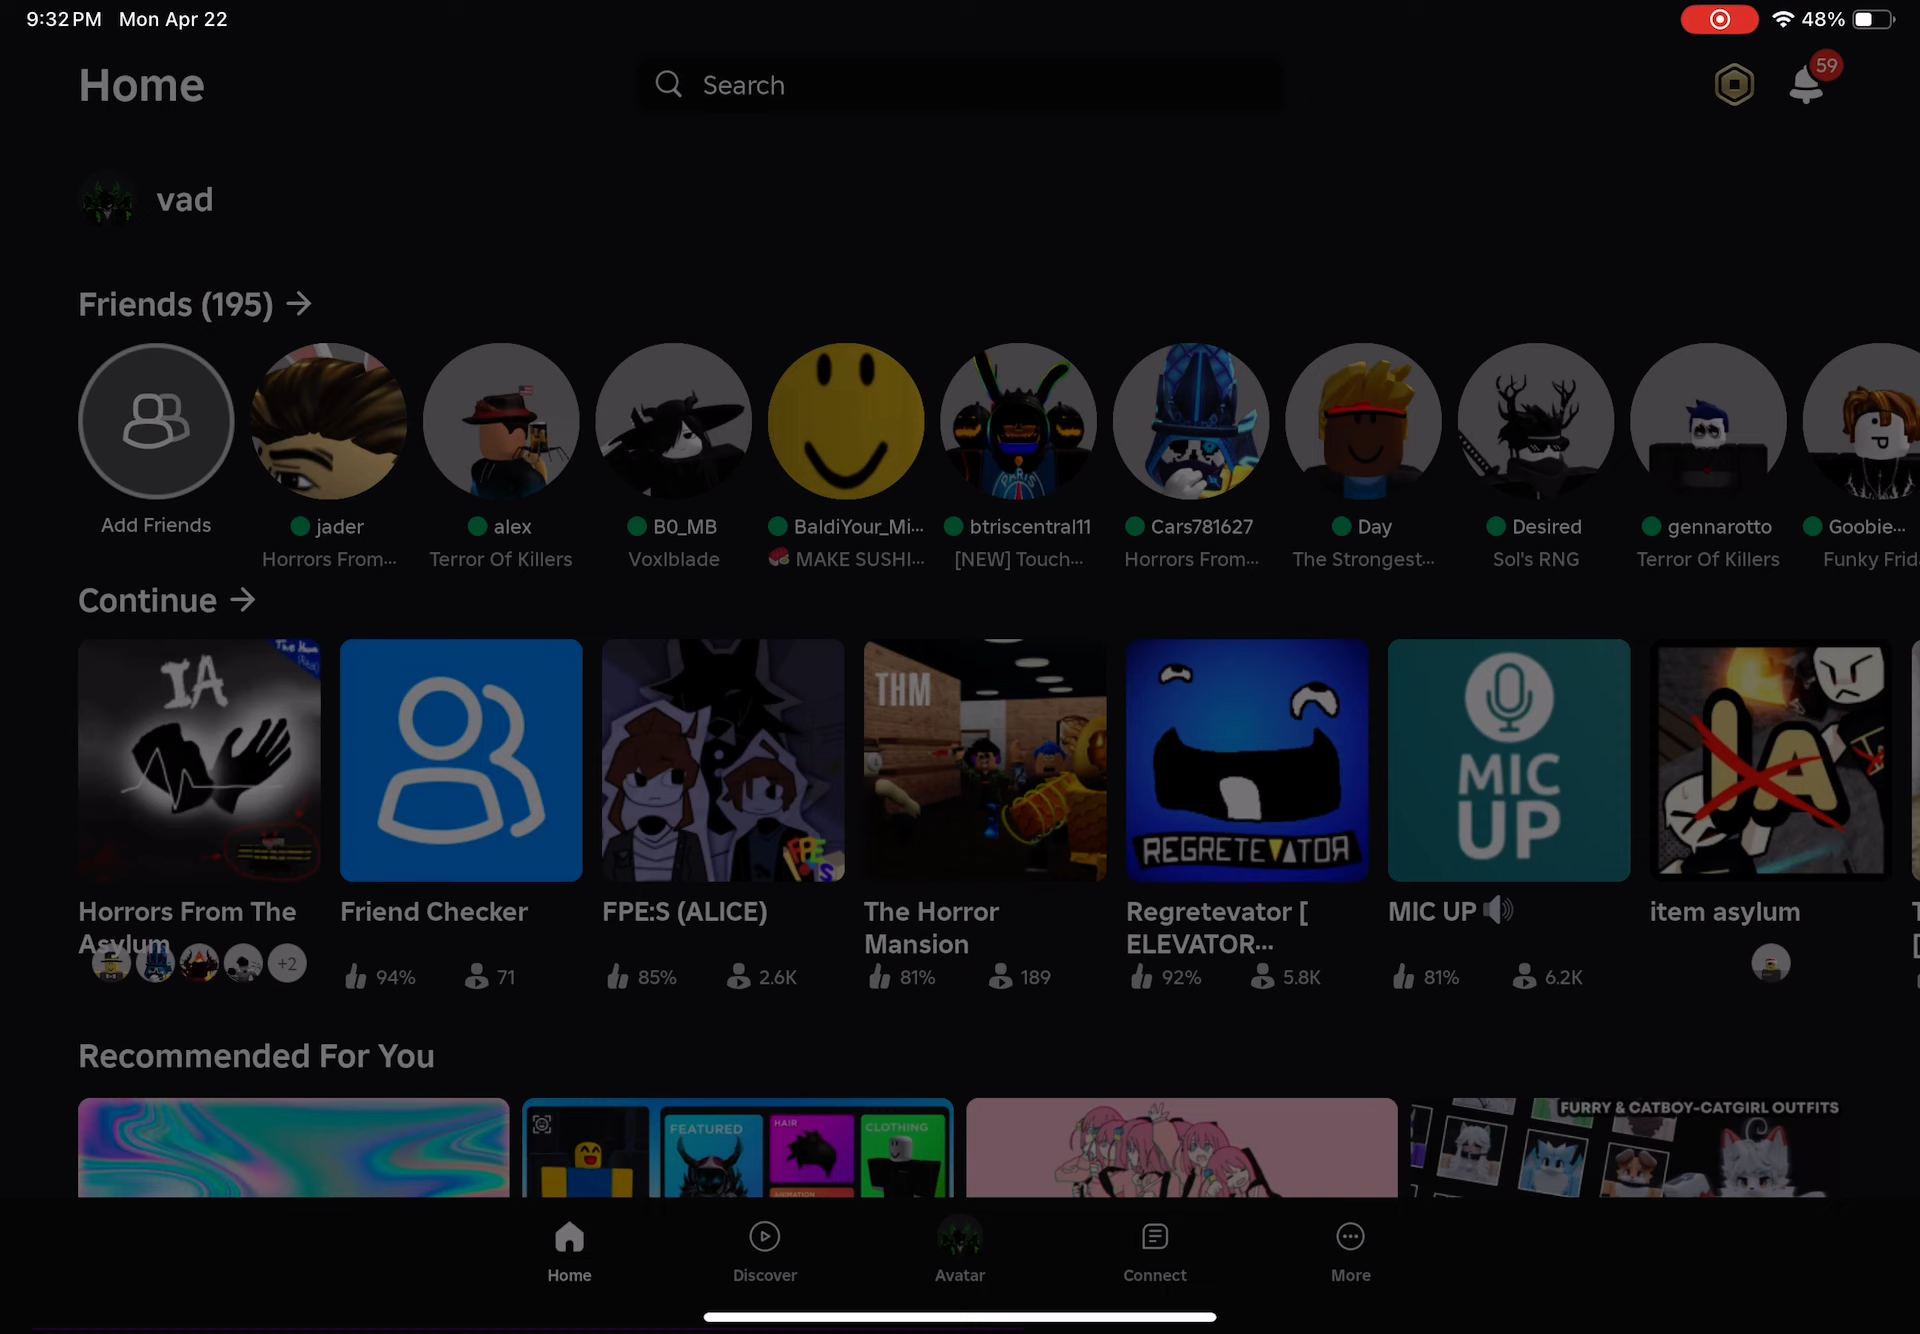 9:32 PM Mon Apr 22
48%
Home
Search
59
vad
Friends (195)
Add Friends
jader
Horrors From...
alex
Terror Of Killers
B0_MB
Voxlblade
BaldiYour_Mi...
MAKE SUSHI...
btriscentral11
[NEW] Touch...
Cars781627
Horrors From...
Day
The Strongest...
Desired
Sol's RNG
gennarotto
Terror Of Killers
Goobie...
Funky Frid
Continue
IA
THM
REGRETEVATOR
MIC
UP
IA
FPE
S
Horrors From The
Asylum
+2
Friend Checker
94% 71
FPE:S (ALICE)
85% 2.6K
The Horror
Mansion
81% 189
Regretevator [
ELEVATOR...
92% 5.8K
MIC UP
81% 6.2K
item asylum
Recommended For You
FEATURED
HAIR
CLOTHING
ANIMATION
FURRY & CATBOY-CATGIRL OUTFITS
Home
Discover
Avatar
Connect
More